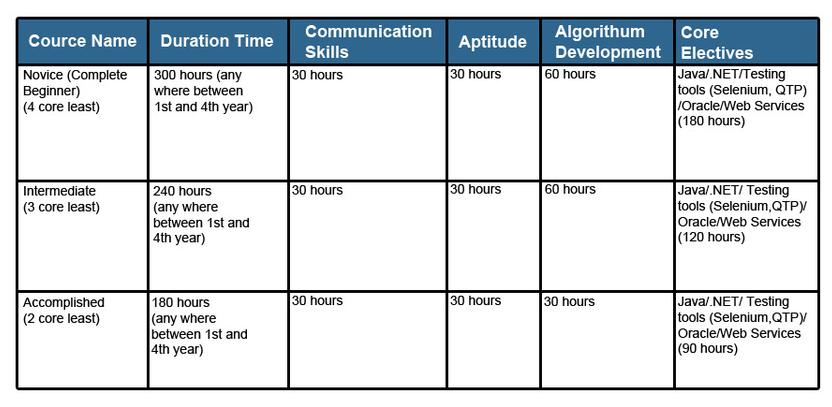 Cource Name
Duration Time
Communication
Skills
Aptitude
Algorithum
Development
Core
Electives
Novice (Complete
Beginner)
(4 core least)
300 hours (any
where between
1st and 4th year)
30 hours
30 hours
60 hours
Java/.NET/Testing
tools (Selenium, QTP)
/Oracle/Web Services
(180 hours)
Intermediate
(3 core least)
240 hours
(any where
between 1st and
4th year)
30 hours
30 hours
60 hours
Java/.NET/ Testing
tools (Selenium,QTP)/
Oracle/Web Services
(120 hours)
Accomplished
(2 core least)
180 hours
(any where
between 1st and
4th year)
30 hours
30 hours
30 hours
Java/.NET/ Testing
tools (Selenium,QTP)/
Oracle/Web Services
(90 hours)